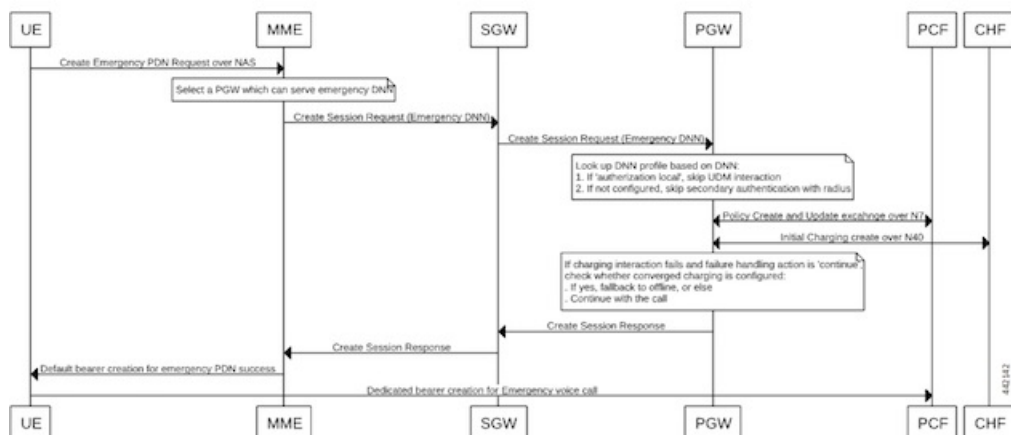 UE MME SGW PGW PCF CHF
Create Emergency PDN Request over NAS
Select a PGW which can serve emergency DNN
Create Session Request (Emergency DNN)
Create Session Request (Emergency DNN)
Look up DNN profile based on DNN:
1. If 'autherization local', skip UDM interaction
2. If not configured, skip secondary authentication with radius
Policy Create and Update excahnge over N7
Initial Charging create over N40
If charging interaction fails and failure handling action is 'continue',
check whether converged charging is configured:
. If yes, fallback to offline, or else
. Continue with the call
Create Session Response
Create Session Response
Default bearer creation for emergency PDN success
Dedicated bearer creation for Emergency voice call
442142
UE MME SGW PGW PCF CHF